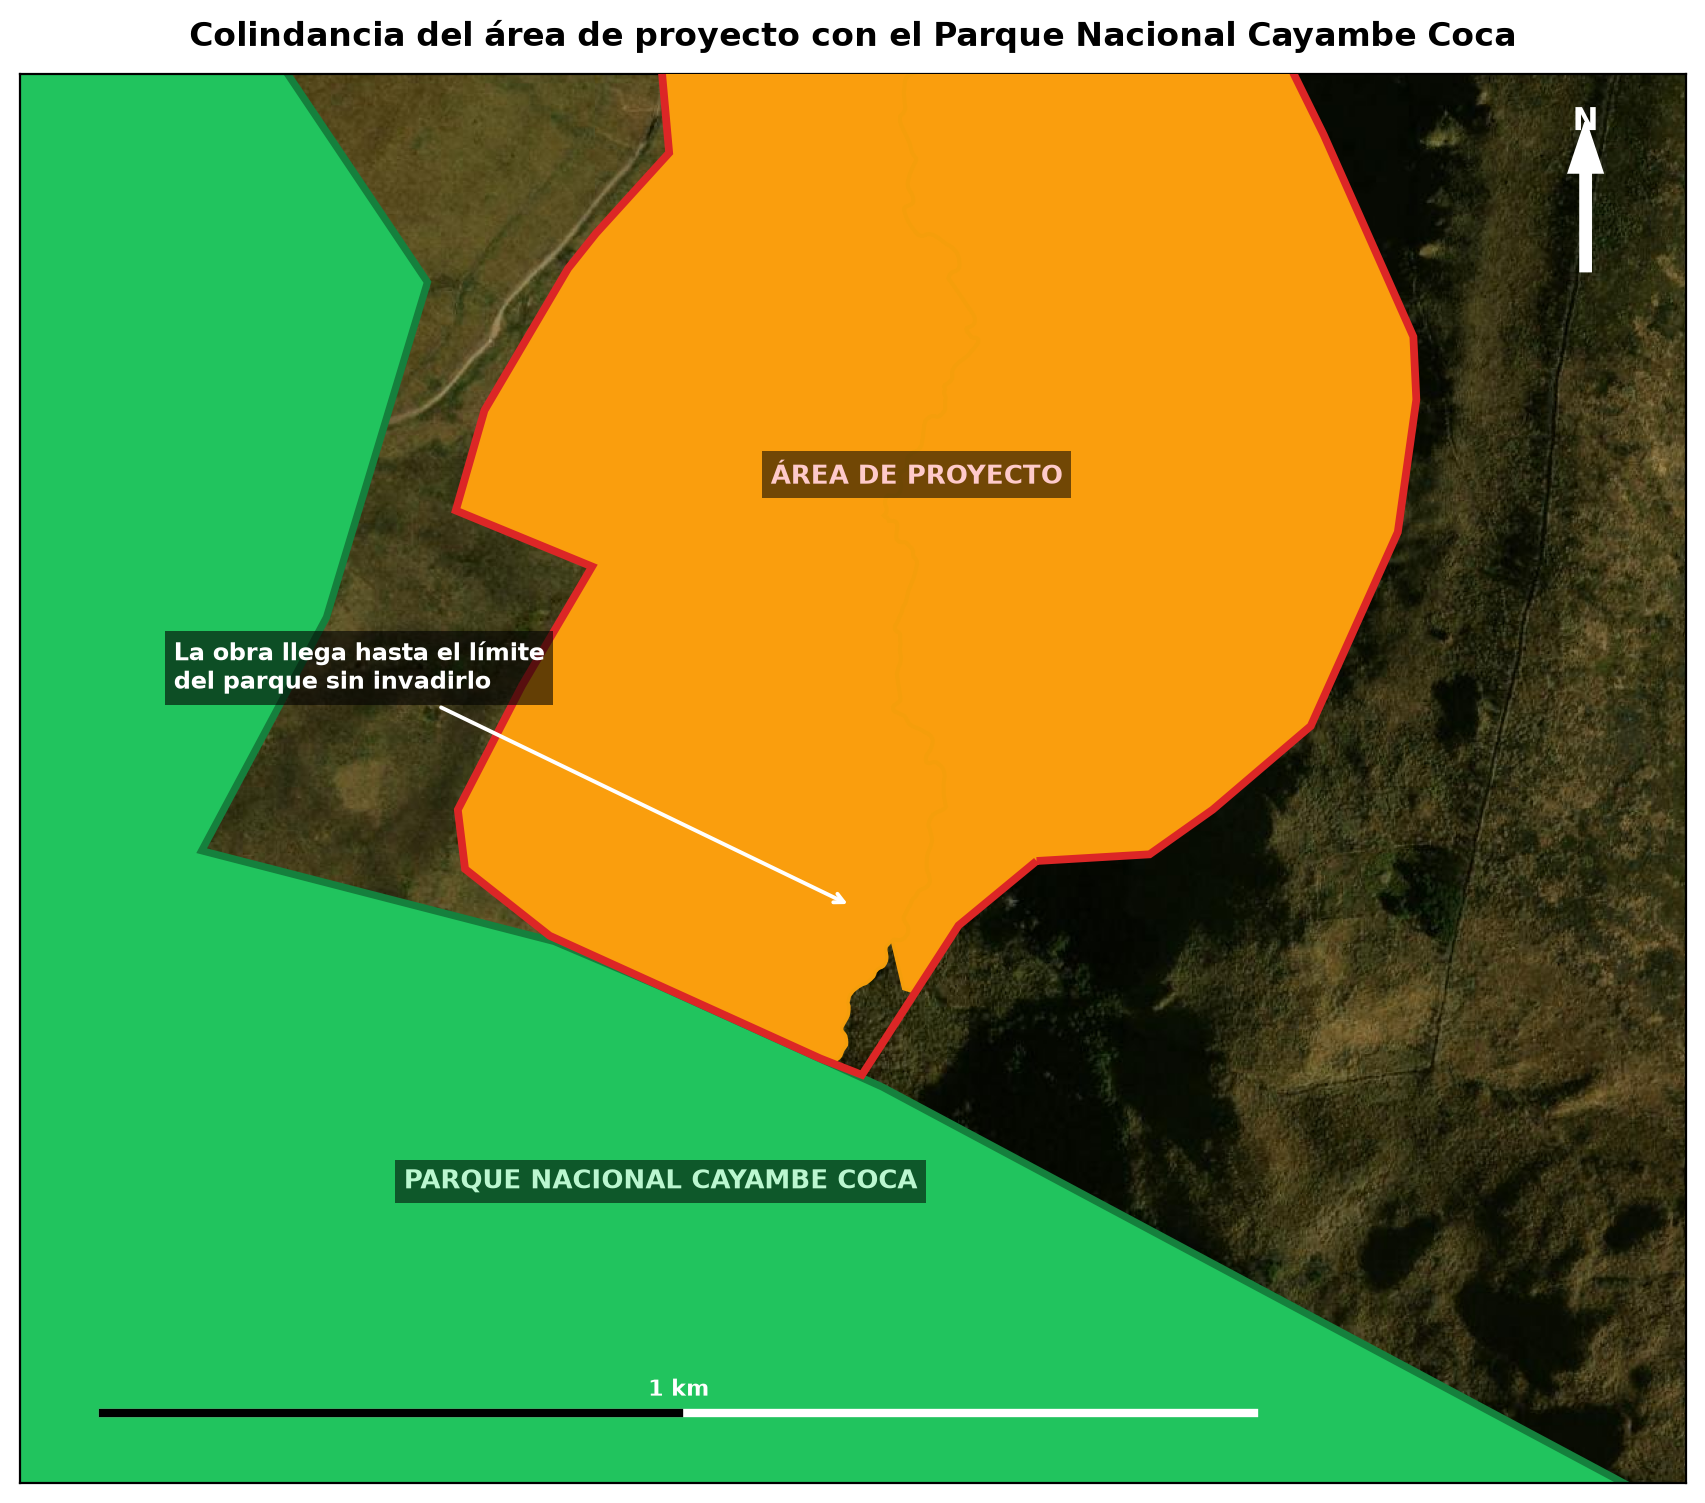 Colindancia del área de proyecto con el Parque Nacional Cayambe Coca
N
ÁREA DE PROYECTO
La obra llega hasta el límite
del parque sin invadirlo
PARQUE NACIONAL CAYAMBE COCA
1 km